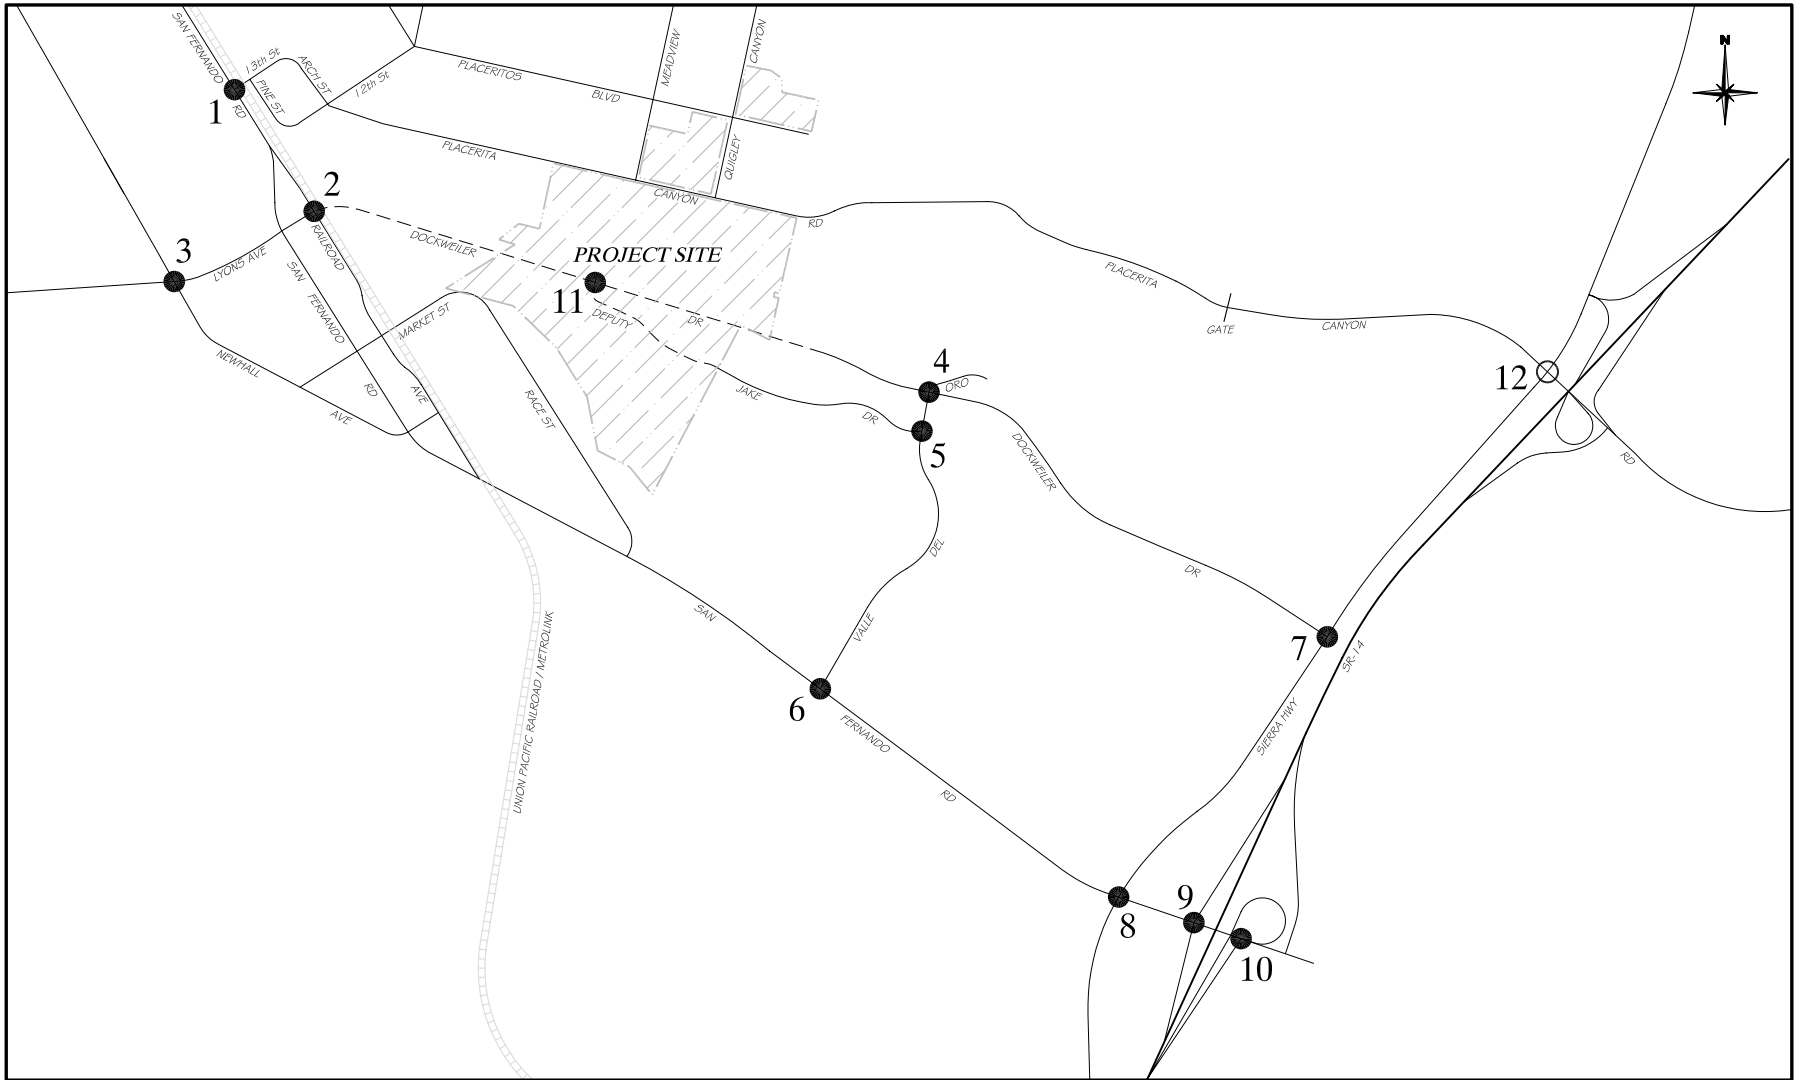 SAN FERNANDO
RD
1
13th St
PINE ST
ARCH ST
12th St
PLACERITOS
BLVD
MEADVIEW
CANYON
QUIGLEY
N
PLACERITA
CANYON
RD
2
3
LYONS AVE
RAILROAD
AVE
SAN
FERNANDO
RD
DOCKWEILER
DR
PROJECT SITE
11
DEPUTY
JAKE
DR
MARKET ST
NEWHALL
AVE
RACE ST
4
ORO
5
PLACERITA
GATE
CANYON
12
RD
DOCKWEILER
DR
DEL
VALLE
SAN
6
FERNANDO
RD
7
SR-14
SIERRA HWY
UNION PACIFIC RAILROAD / METROLINK
8
9
10